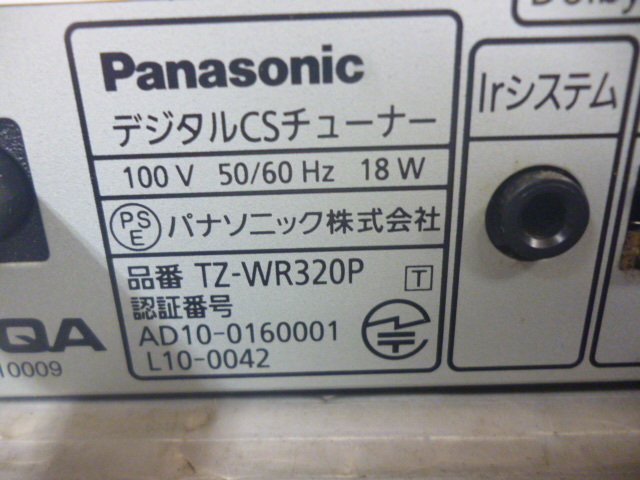 Panasonic
デジタルCSチューナー
100 V 50/60 Hz 18 W
PS
E
パナソニック株式会社
品番 TZ-WR320P T
認証番号
AD10-0160001
L10-0042
Irシステム
QA
10009